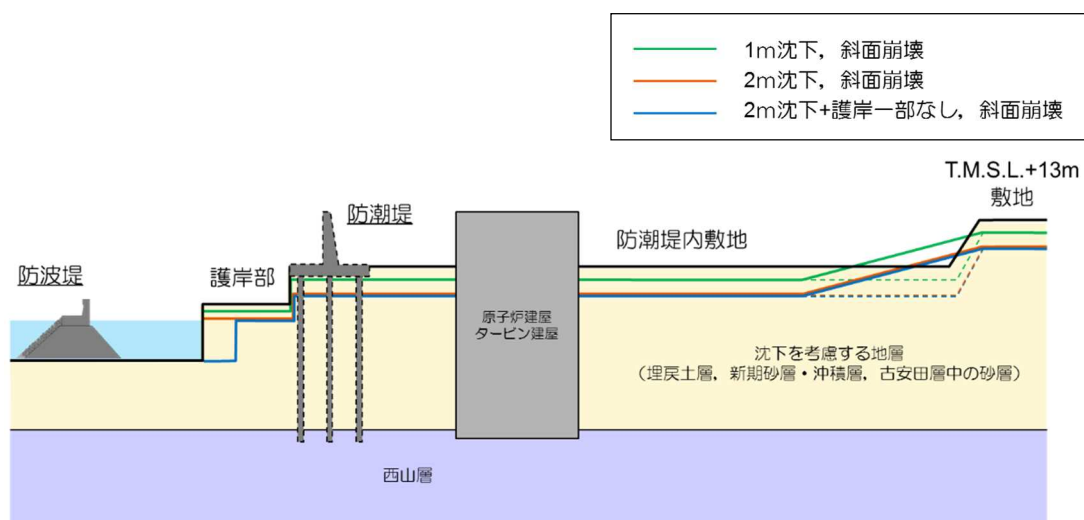 1m沈下，斜面崩壊
2m沈下，斜面崩壊
2m沈下+護岸一部なし，斜面崩壊
T.M.S.L.+13m
敷地
防潮堤
防潮堤内敷地
防波堤
護岸部
原子炉建屋
タービン建屋
沈下を考慮する地層
（埋戻土層，新期砂層・沖積層，古安田層中の砂層）
西山層